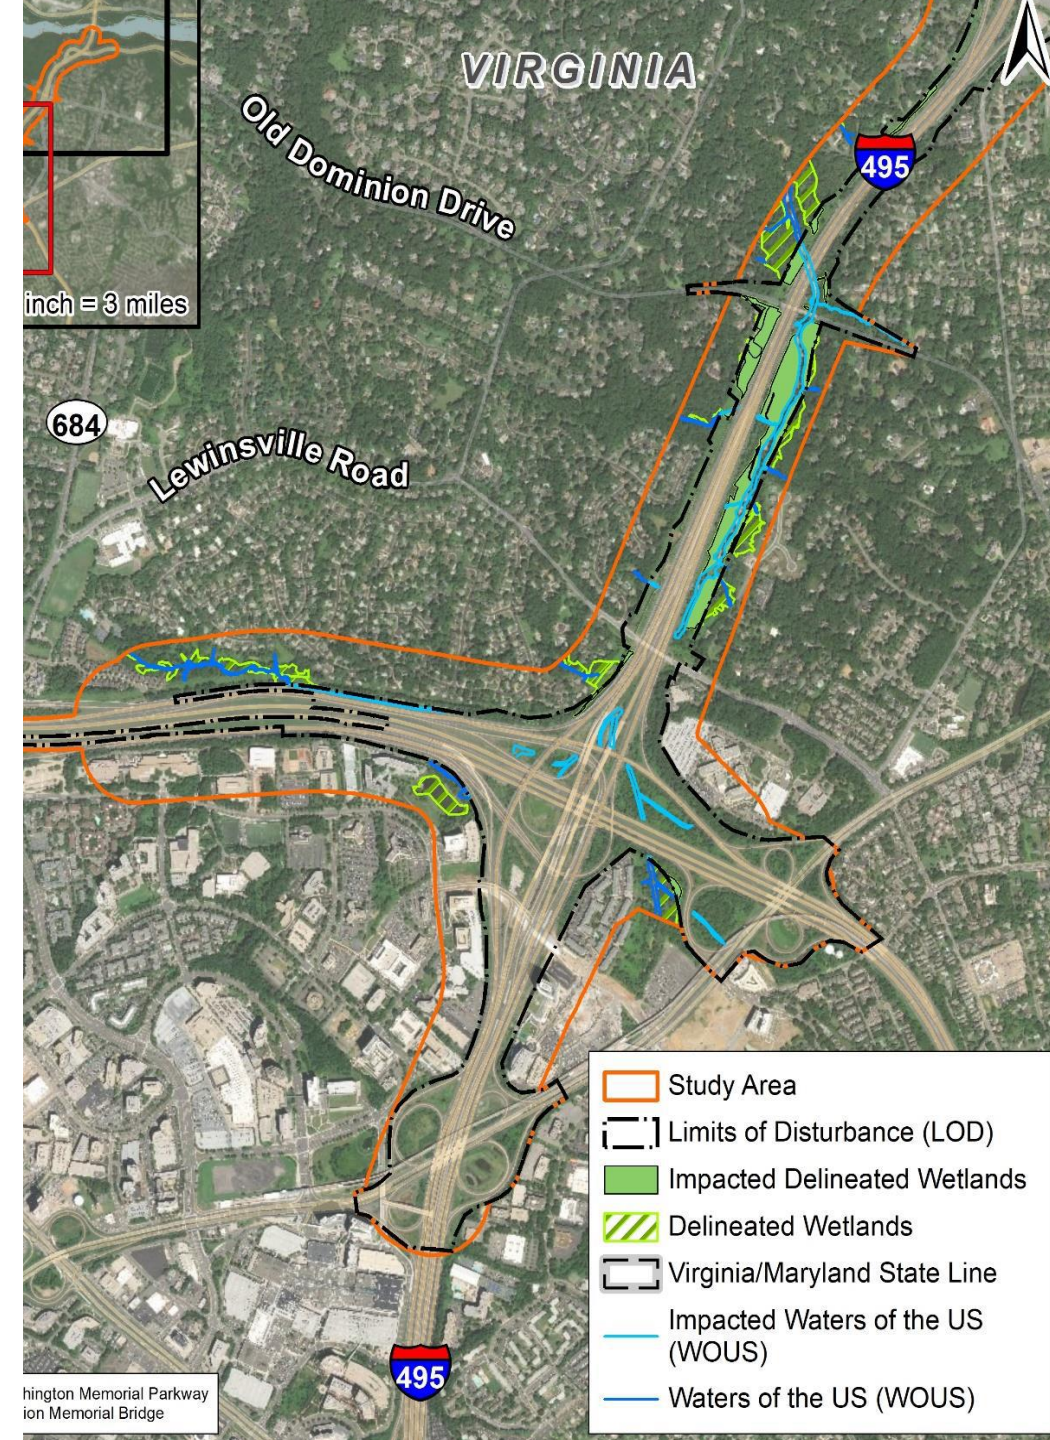 VIRGINIA
Old Dominion Drive
495
inch = 3 miles
684
Lewinsville Road
Study Area
Limits of Disturbance (LOD)
Impacted Delineated Wetlands
Delineated Wetlands
Virginia/Maryland State Line
Impacted Waters of the US
(WOUS)
Waters of the US (WOUS)
495
hington Memorial Parkway
ion Memorial Bridge